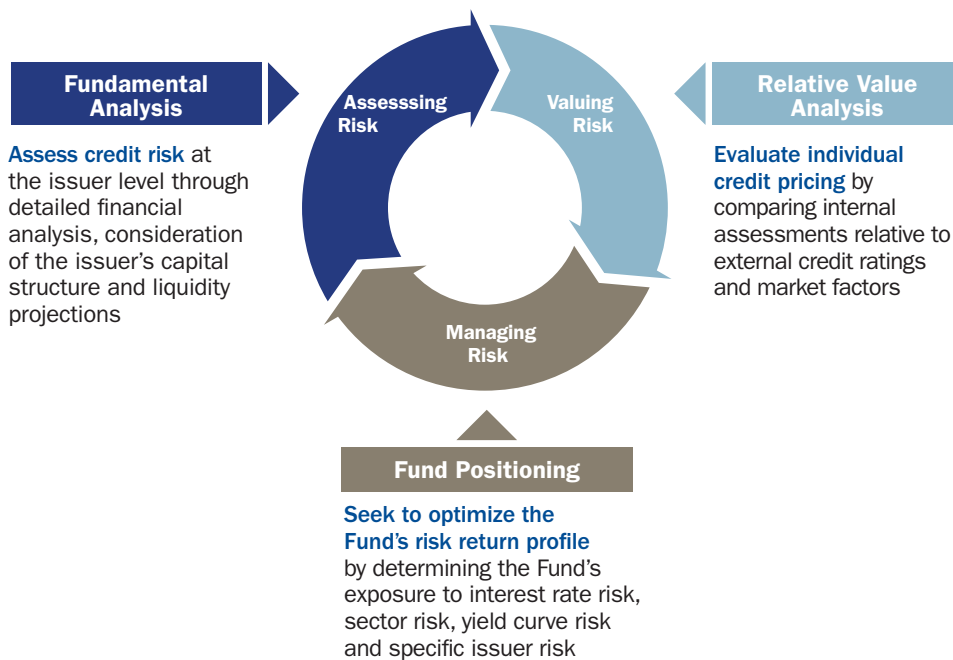 Fundamental
Analysis
Assess credit risk at
the issuer level through
detailed financial
analysis, consideration
of the issuer’s capital
structure and liquidity
projections
Assesssing
Risk
Valuing
Risk
Managing
Risk
Relative Value
Analysis
Evaluate individual
credit pricing by
comparing internal
assessments relative to
external credit ratings
and market factors
Fund Positioning
Seek to optimize the
Fund’s risk return profile
by determining the Fund’s
exposure to interest rate risk,
sector risk, yield curve risk
and specific issuer risk